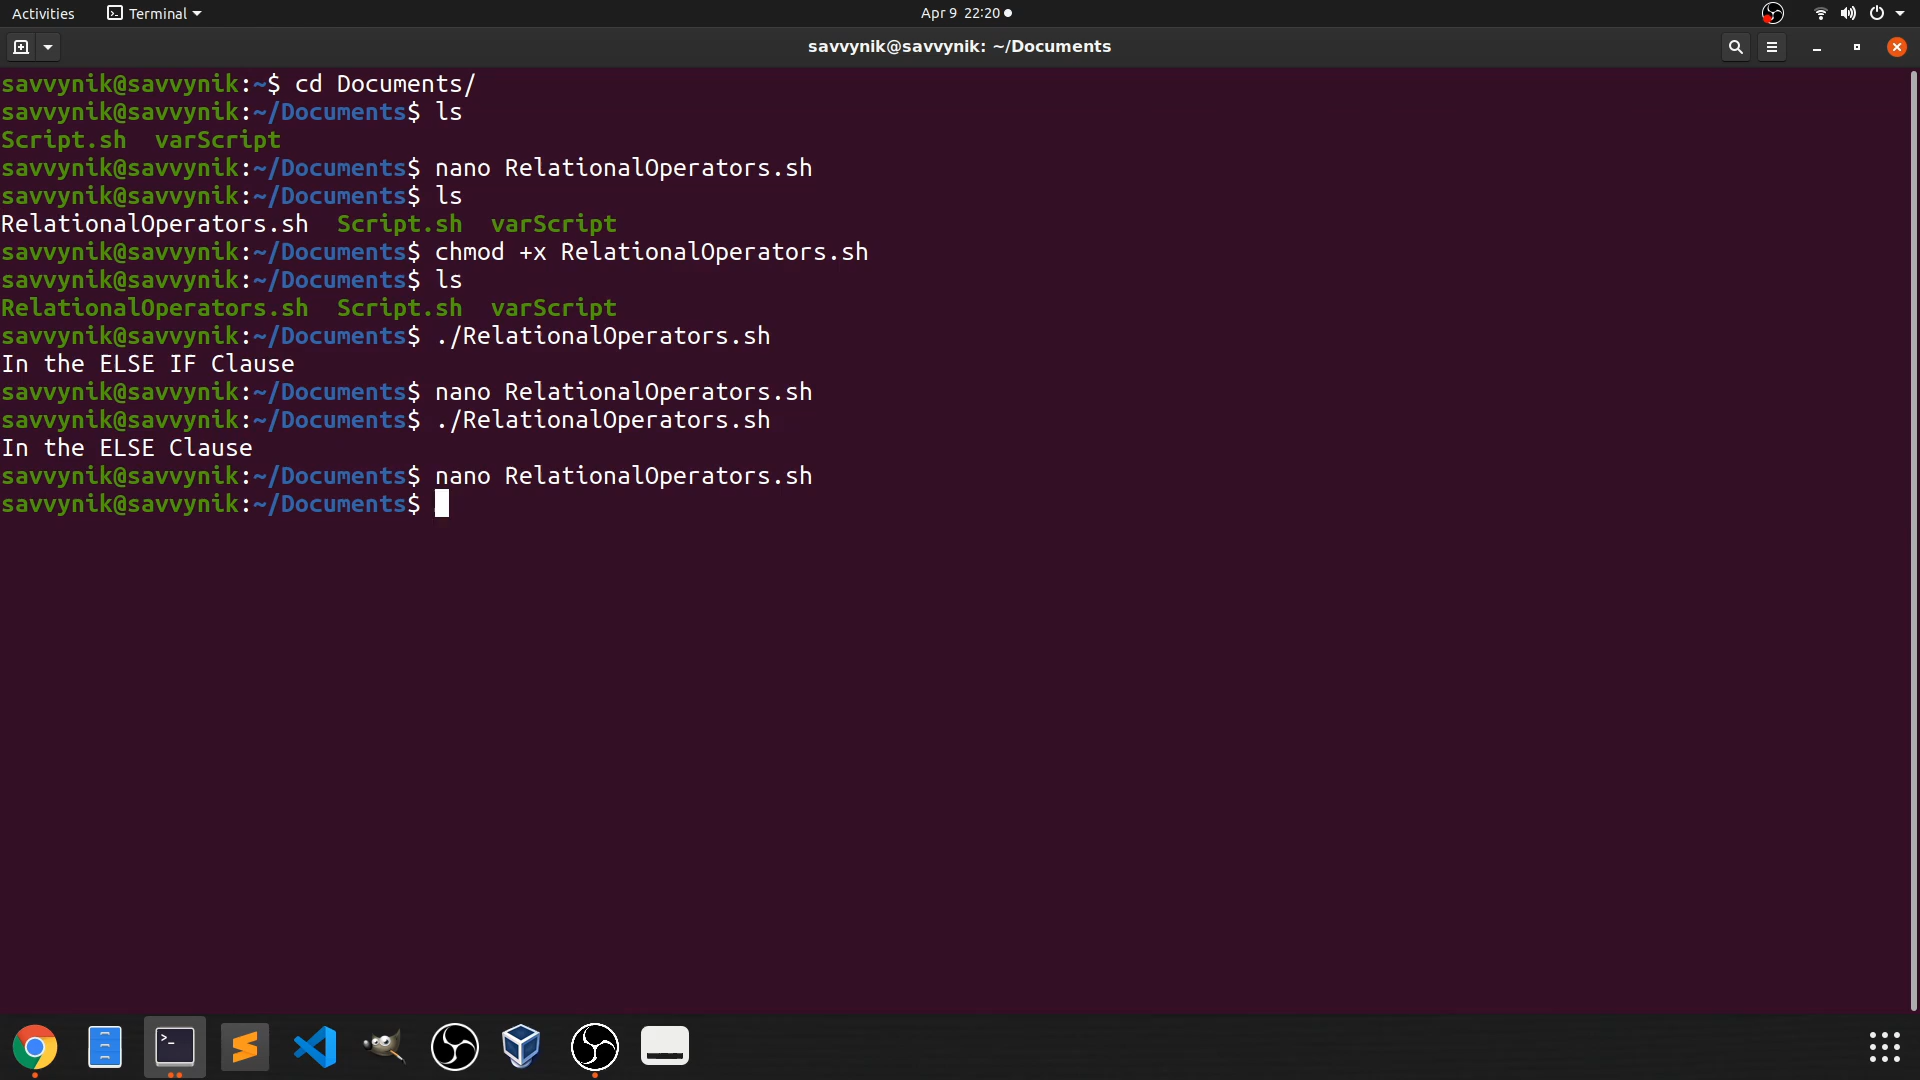 Activities Terminal Apr 9 22:20
savvynik@savvynik: ~/Documents
savvynik@savvynik:~$ cd Documents/
savvynik@savvynik:~/Documents$ ls
Script.sh varScript
savvynik@savvynik:~/Documents$ nano RelationalOperators.sh
savvynik@savvynik:~/Documents$ ls
RelationalOperators.sh Script.sh varScript
savvynik@savvynik:~/Documents$ chmod +x RelationalOperators.sh
savvynik@savvynik:~/Documents$ ls
RelationalOperators.sh Script.sh varScript
savvynik@savvynik:~/Documents$ ./RelationalOperators.sh
In the ELSE IF Clause
savvynik@savvynik:~/Documents$ nano RelationalOperators.sh
savvynik@savvynik:~/Documents$ ./RelationalOperators.sh
In the ELSE Clause
savvynik@savvynik:~/Documents$ nano RelationalOperators.sh
savvynik@savvynik:~/Documents$